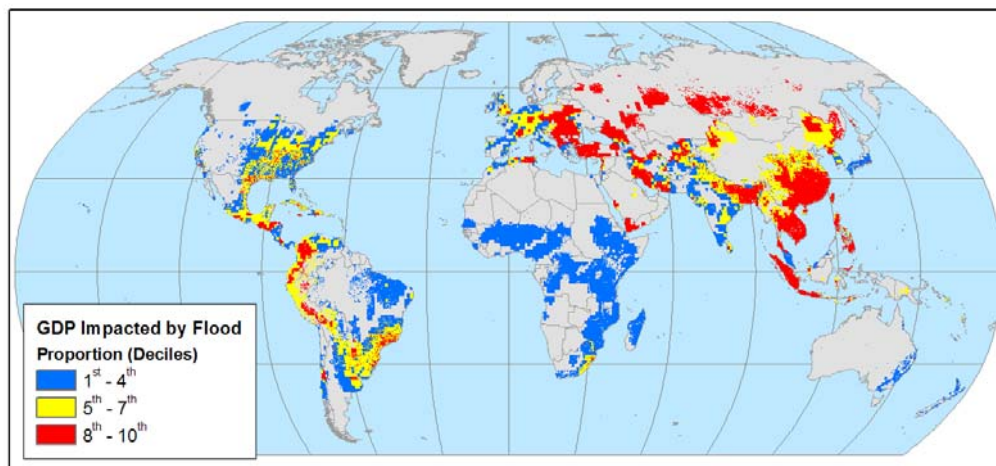 GDP Impacted by Flood
Proportion (Deciles)
1st - 4th
5th - 7th
8th - 10th